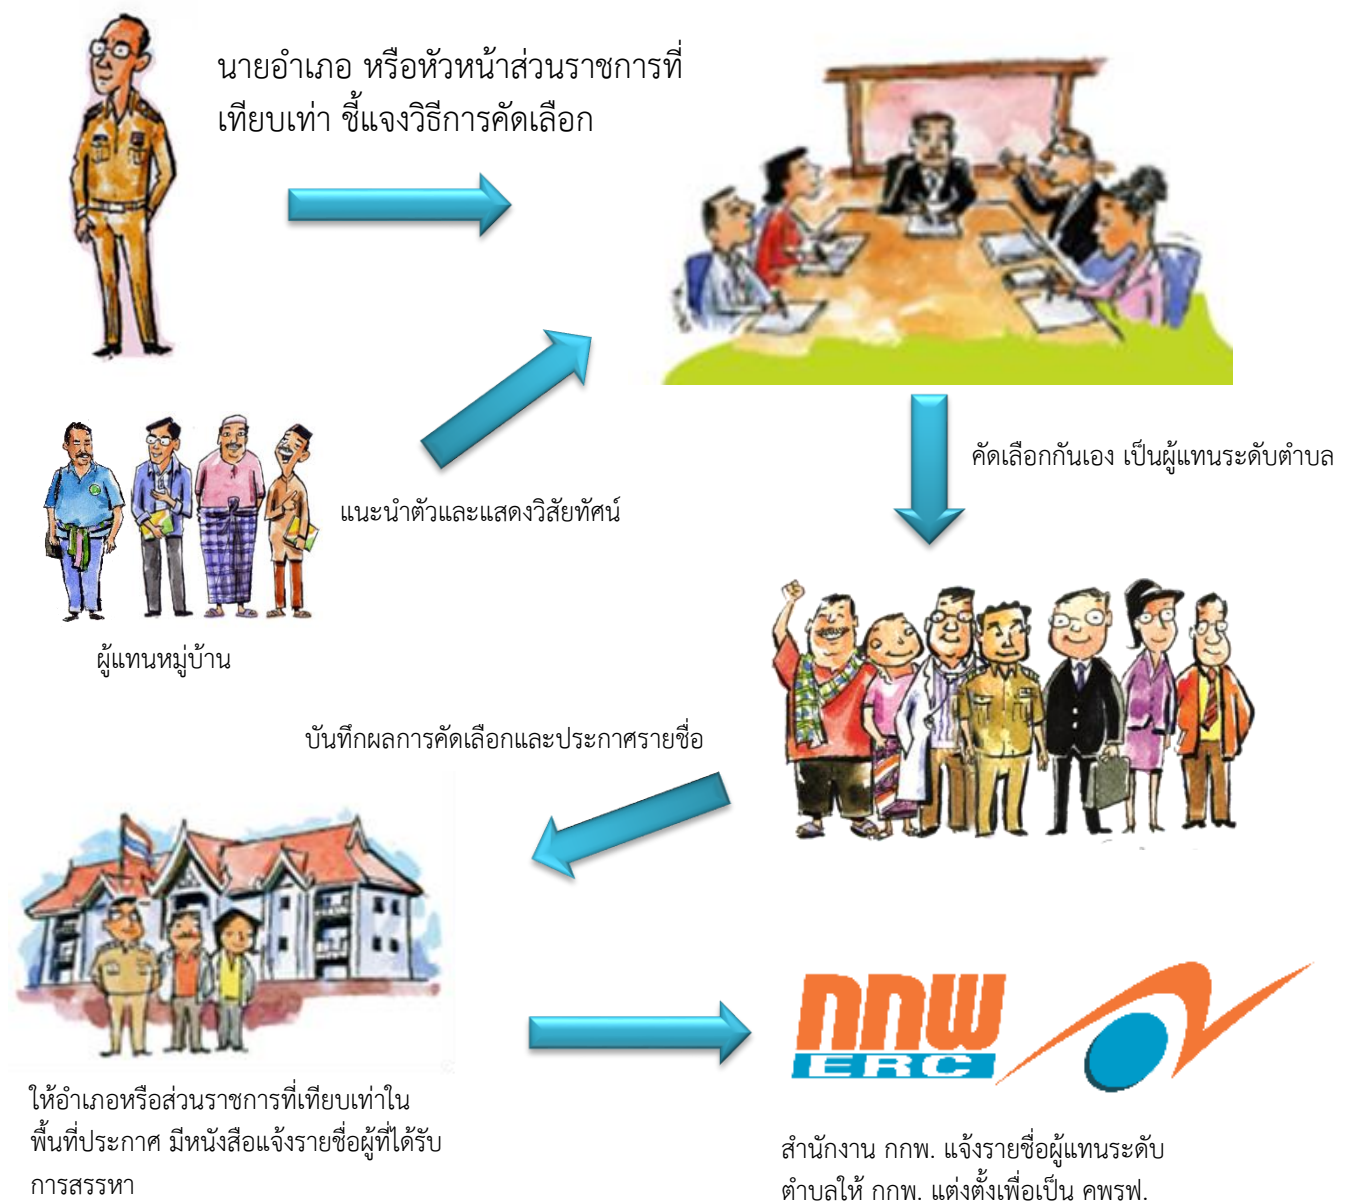 นายอำเภอ หรือหัวหน้าส่วนราชการที่
เทียบเท่า ชี้แจงวิธีการคัดเลือก
คัดเลือกกันเอง เป็นผู้แทนระดับตำบล
แนะนำตัวและแสดงวิสัยทัศน์
ผู้แทนหมู่บ้าน
บันทึกผลการคัดเลือกและประกาศรายชื่อ
กกพ
ERC
ให้อำเภอหรือส่วนราชการที่เทียบเท่าใน
พื้นที่ประกาศ มีหนังสือแจ้งรายชื่อผู้ที่ได้รับ
การสรรหา
สำนักงาน กกพ. แจ้งรายชื่อผู้แทนระดับ
ตำบลให้ กกพ. แต่งตั้งเพื่อเป็น คพรฟ.